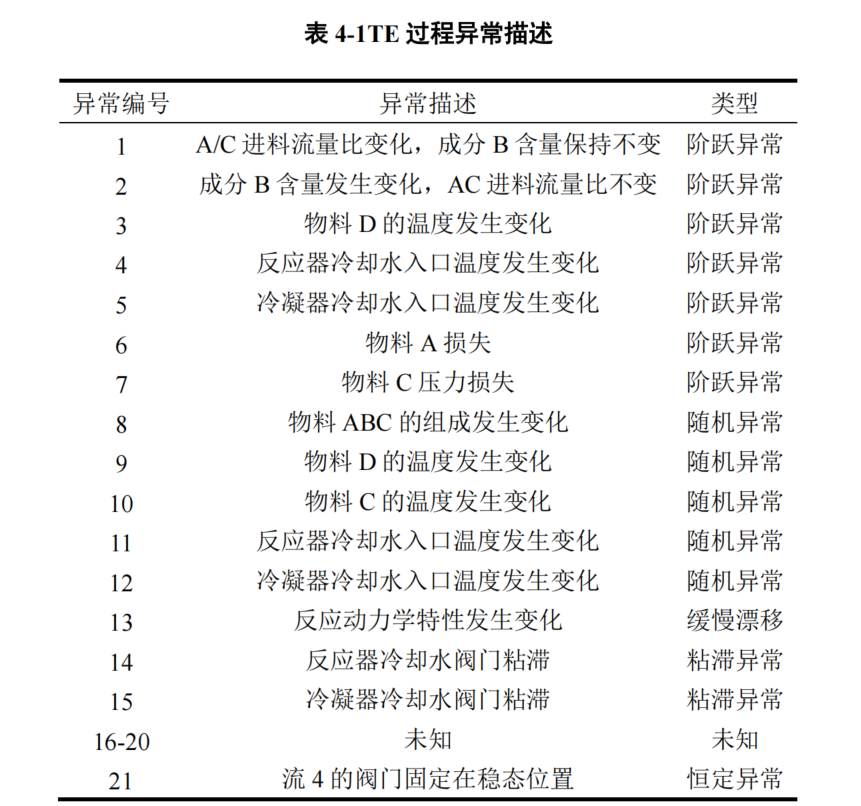 表 4-1TE 过程异常描述
异常编号 异常描述 类型
1 A/C 进料流量比变化，成分 B 含量保持不变 阶跃异常
2 成分 B 含量发生变化，AC 进料流量比不变 阶跃异常
3 物料 D 的温度发生变化 阶跃异常
4 反应器冷却水入口温度发生变化 阶跃异常
5 冷凝器冷却水入口温度发生变化 阶跃异常
6 物料 A 损失 阶跃异常
7 物料 C 压力损失 阶跃异常
8 物料 ABC 的组成发生变化 随机异常
9 物料 D 的温度发生变化 随机异常
10 物料 C 的温度发生变化 随机异常
11 反应器冷却水入口温度发生变化 随机异常
12 冷凝器冷却水入口温度发生变化 随机异常
13 反应动力学特性发生变化 缓慢漂移
14 反应器冷却水阀门粘滞 粘滞异常
15 冷凝器冷却水阀门粘滞 粘滞异常
16-20 未知 未知
21 流 4 的阀门固定在稳态位置 恒定异常